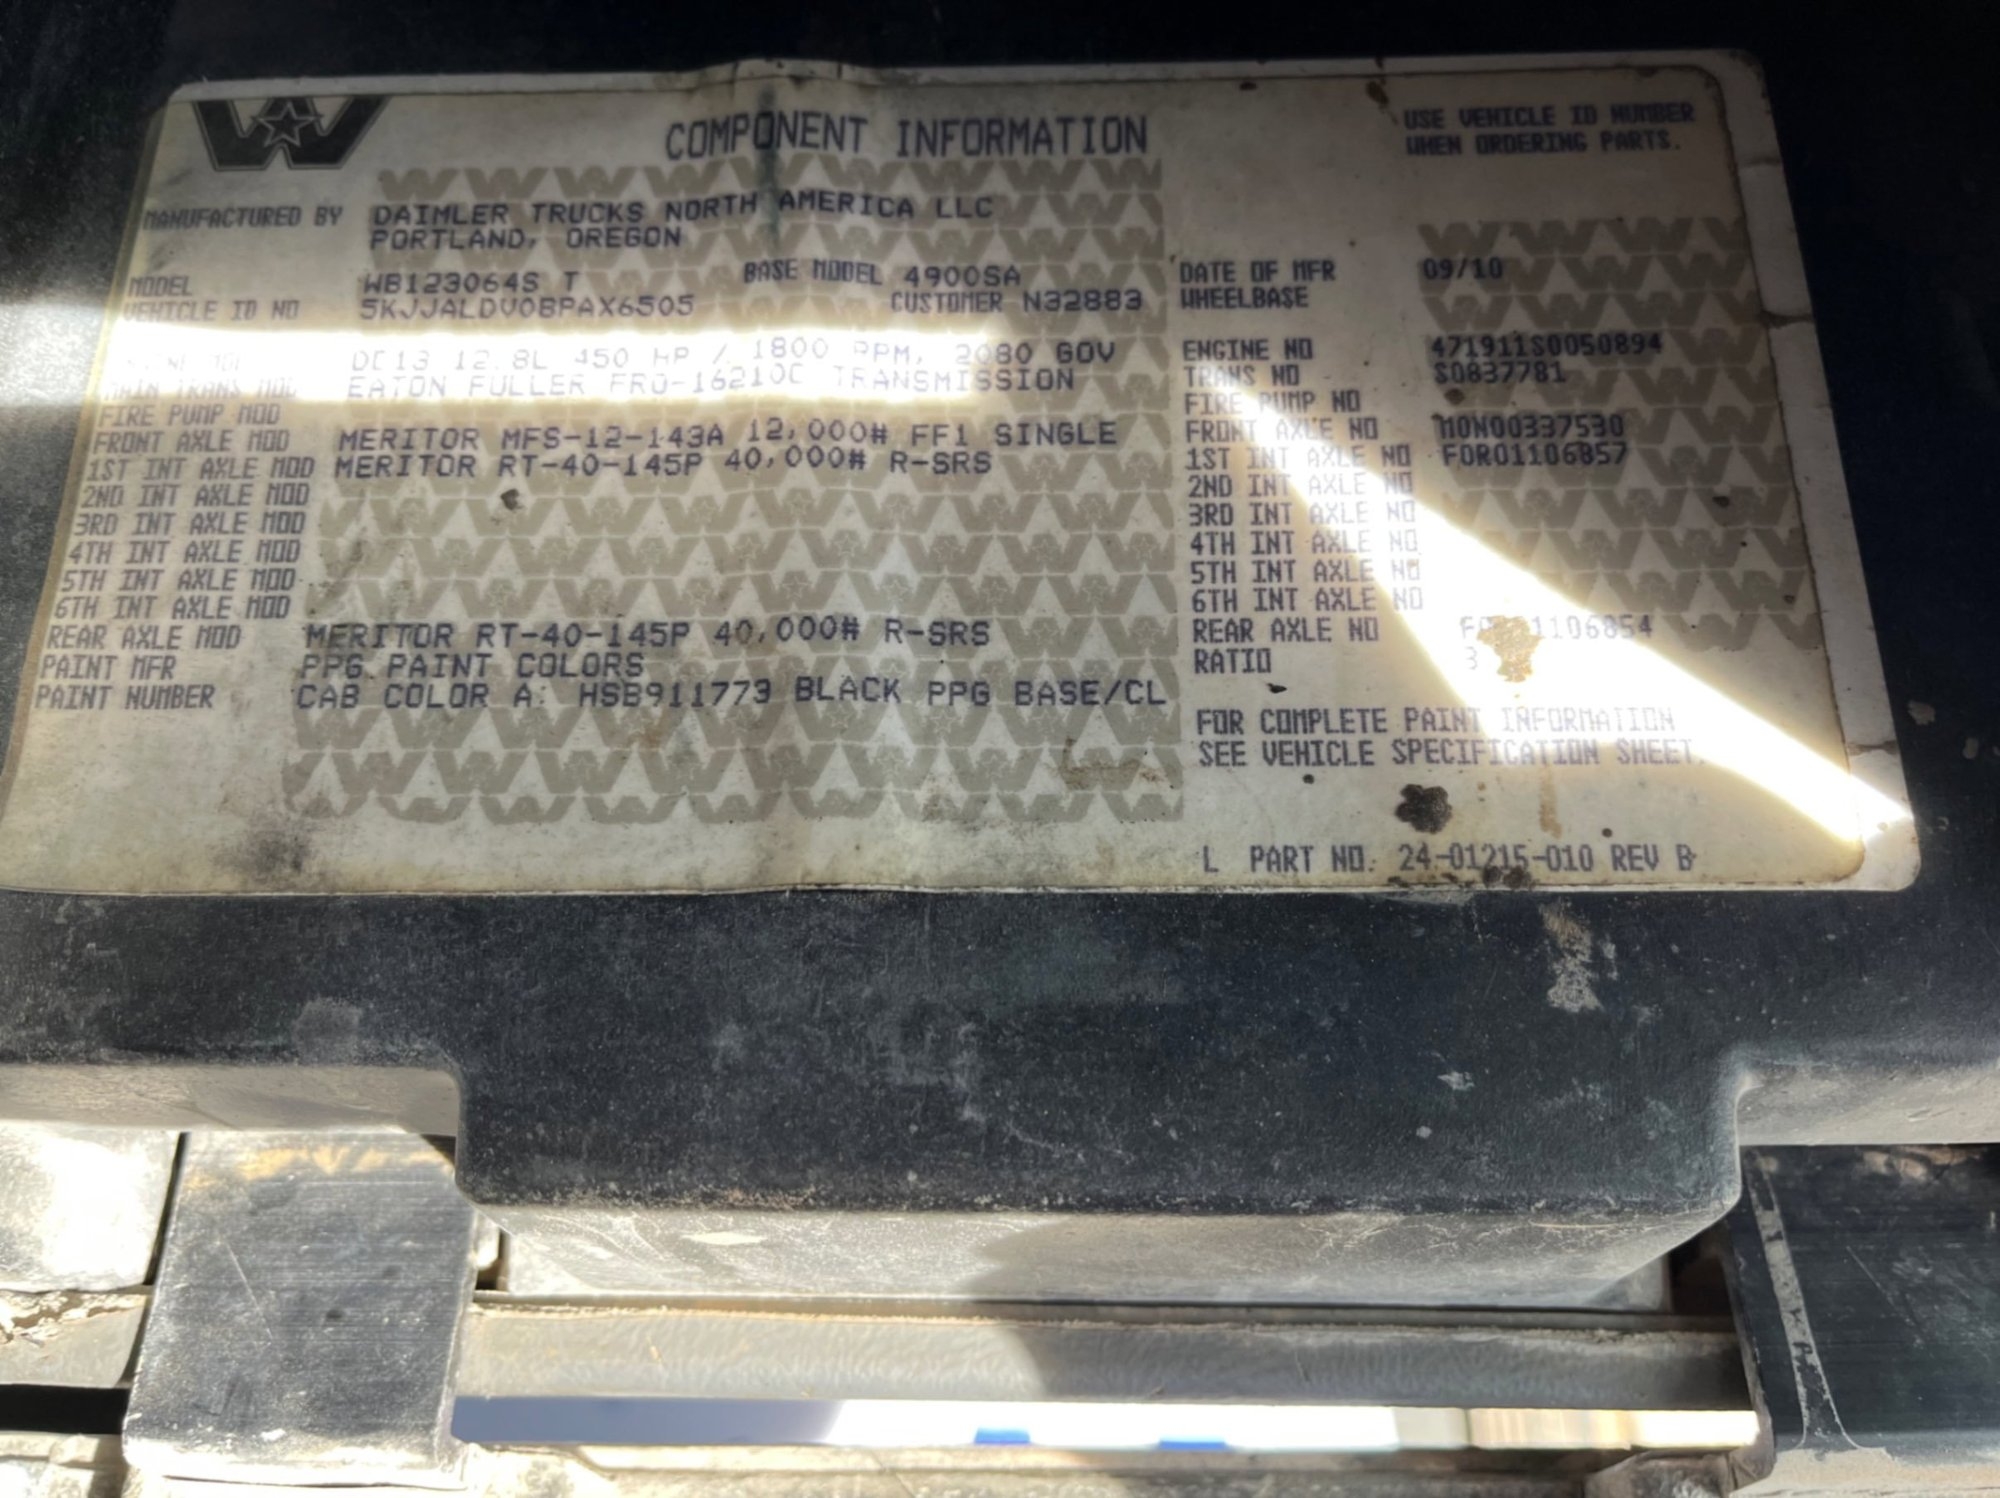 COMPONENT INFORMATION
USE VEHICLE ID NUMBER
WHEN ORDERING PARTS.
MANUFACTURED BY DAIMLER TRUCKS NORTH AMERICA LLC
PORTLAND, OREGON
MODEL WB123064S T BASE MODEL 4900SA DATE OF MFR 09/10
VEHICLE ID NO 5KJJALDV0BPAX6505 CUSTOMER N32883 WHEELBASE
12.8L 450 HP / 1800 RPM, 2080 GOV ENGINE NO 471911S0050894
MAIN TRANS MOD EATON FULLER FRO-16210C TRANSMISSION TRANS NO S0837781
FIRE PUMP MOD FIRE PUMP NO
FRONT AXLE MOD MERITOR MFS-12-143A 12,000# FF1 SINGLE FRONT AXLE NO MON00337530
1ST INT AXLE MOD MERITOR RT-40-145P 40,000# R-SRS 1ST INT AXLE NO FOR01106857
2ND INT AXLE MOD 2ND INT AXLE NO
3RD INT AXLE MOD 3RD INT AXLE NO
4TH INT AXLE MOD 4TH INT AXLE NO
5TH INT AXLE MOD 5TH INT AXLE NO
6TH INT AXLE MOD 6TH INT AXLE NO
REAR AXLE MOD MERITOR RT-40-145P 40,000# R-SRS REAR AXLE NO
PAINT MFR PPG PAINT COLORS RATIO
PAINT NUMBER CAB COLOR A: HSB911773 BLACK PPG BASE/CL
FOR COMPLETE PAINT INFORMATION
SEE VEHICLE SPECIFICATION SHEET.
L PART NO. 24-01215-010 REV B